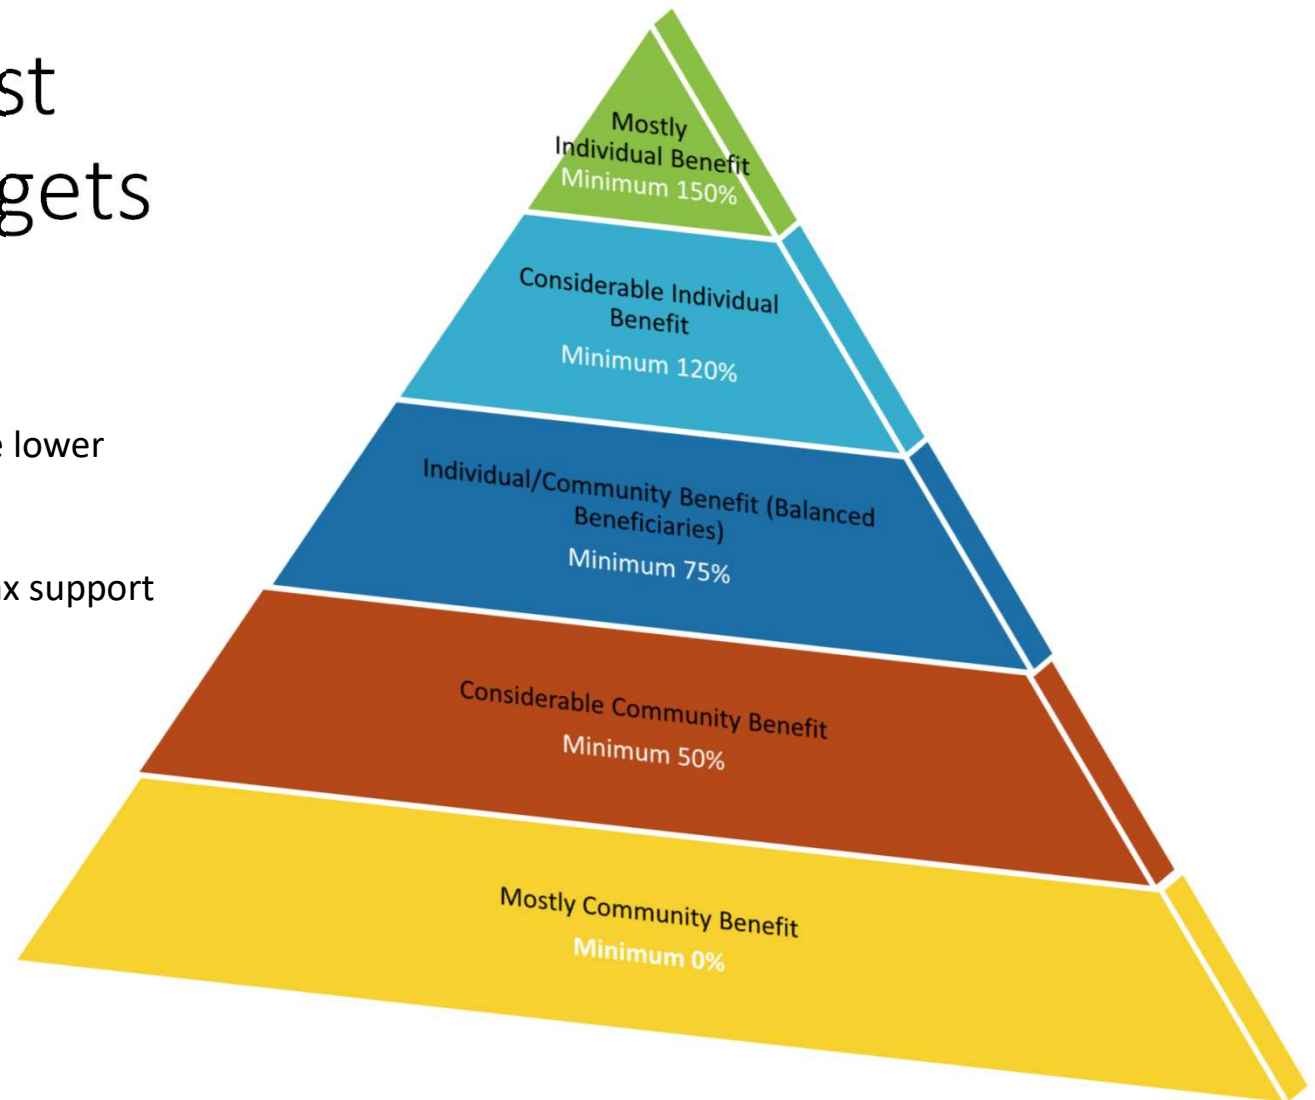 st
gets
e lower
x support
Mostly
Individual Benefit
Minimum 150%
Considerable Individual
Benefit
Minimum 120%
Individual/Community Benefit (Balanced
Beneficiaries)
Minimum 75%
Considerable Community Benefit
Minimum 50%
Mostly Community Benefit
Minimum 0%